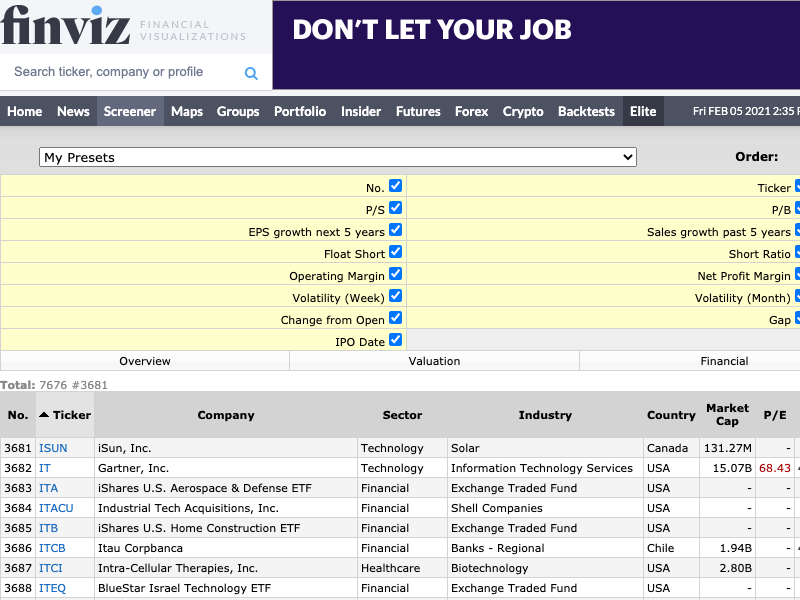 finviz FINANCIAL VISUALIZATIONS
DON'T LET YOUR JOB
Search ticker, company or profile
Home News Screener Maps Groups Portfolio Insider Futures Forex Crypto Backtests Elite Fri FEB 05 2021 2:35 P
My Presets Order:
No. Ticker
P/S P/B
EPS growth next 5 years Sales growth past 5 years
Float Short Short Ratio
Operating Margin Net Profit Margin
Volatility (Week) Volatility (Month)
Change from Open Gap
IPO Date
Overview Valuation Financial
Total: 7676 #3681
No. Ticker Company Sector Industry Country Market Cap P/E
3681 ISUN iSun, Inc. Technology Solar Canada 131.27M -
3682 IT Gartner, Inc. Technology Information Technology Services USA 15.07B 68.43
3683 ITA iShares U.S. Aerospace & Defense ETF Financial Exchange Traded Fund USA - -
3684 ITACU Industrial Tech Acquisitions, Inc. Financial Shell Companies USA - -
3685 ITB iShares U.S. Home Construction ETF Financial Exchange Traded Fund USA - -
3686 ITCB Itau Corpbanca Financial Banks - Regional Chile 1.94B -
3687 ITCI Intra-Cellular Therapies, Inc. Healthcare Biotechnology USA 2.80B -
3688 ITEQ BlueStar Israel Technology ETF Financial Exchange Traded Fund USA - -